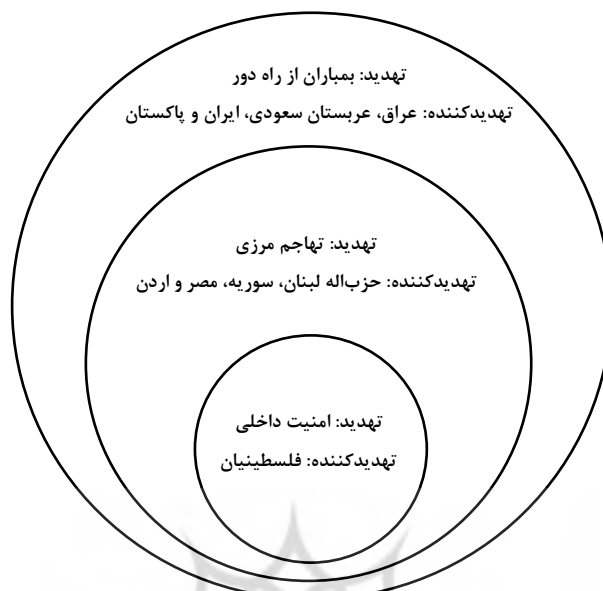 تهدید: بمباران از راه دور
تهدیدکننده: عراق، عربستان سعودی، ایران و پاکستان
تهدید: تهاجم مرزی
تهدیدکننده: حزب‌اله لبنان، سوریه، مصر و اردن
تهدید: امنیت داخلی
تهدیدکننده: فلسطینیان